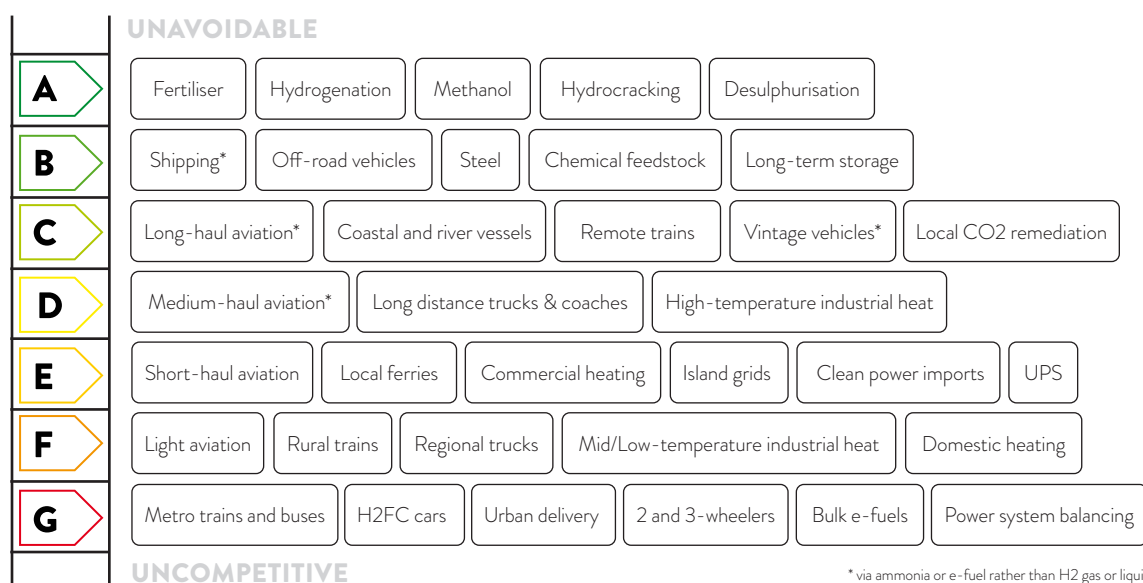 UNAVOIDABLE
A Fertiliser Hydrogenation Methanol Hydrocracking Desulphurisation
B Shipping* Off-road vehicles Steel Chemical feedstock Long-term storage
C Long-haul aviation* Coastal and river vessels Remote trains Vintage vehicles* Local CO2 remediation
D Medium-haul aviation* Long distance trucks & coaches High-temperature industrial heat
E Short-haul aviation Local ferries Commercial heating Island grids Clean power imports UPS
F Light aviation Rural trains Regional trucks Mid/Low-temperature industrial heat Domestic heating
G Metro trains and buses H2FC cars Urban delivery 2 and 3-wheelers Bulk e-fuels Power system balancing
UNCOMPETITIVE
* via ammonia or e-fuel rather than H2 gas or liqui